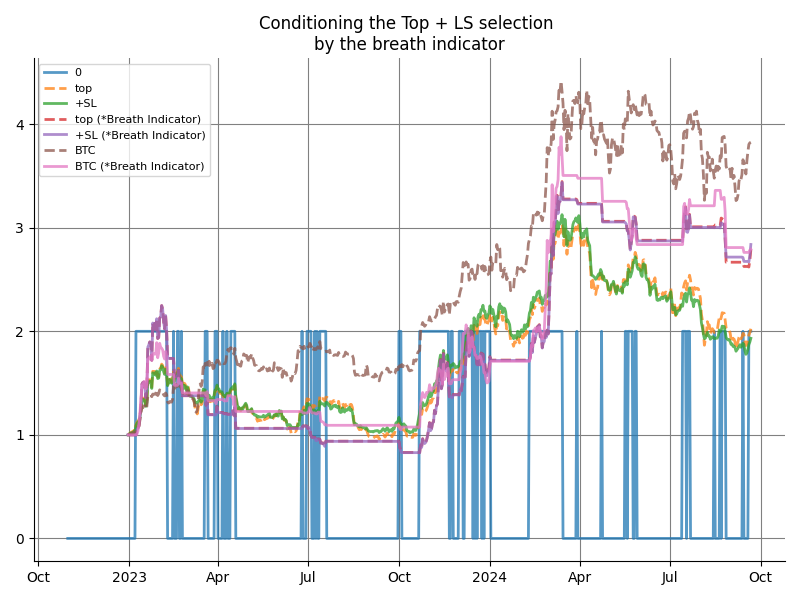 Conditioning the Top + LS selection
by the breath indicator
0
top
+SL
top (*Breath Indicator)
+SL (*Breath Indicator)
BTC
BTC (*Breath Indicator)
4
3
2
1
0
Oct
2023
Apr
Jul
Oct
2024
Apr
Jul
Oct